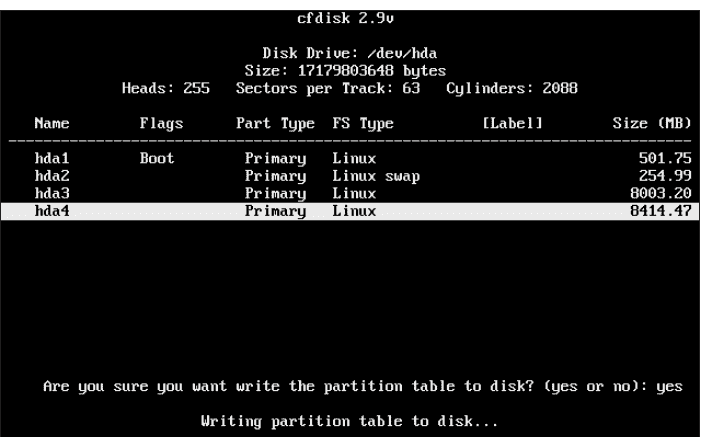 cfdisk 2.9v
Disk Drive: /dev/hda
Size: 17179803648 bytes
Heads: 255 Sectors per Track: 63 Cylinders: 2088
Name Flags Part Type FS Type [Label] Size (MB)
hda1 Boot Primary Linux 501.75
hda2 Primary Linux swap 254.99
hda3 Primary Linux 8003.20
hda4 Primary Linux 8414.47
Are you sure you want write the partition table to disk? (yes or no): yes
Writing partition table to disk...